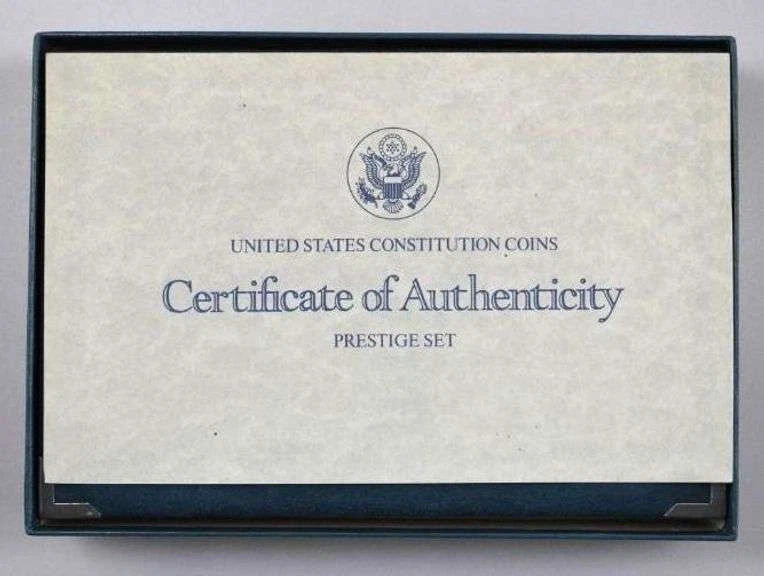 UNITED STATES CONSTITUTION COINS
Certificate of Authenticity
PRESTIGE SET